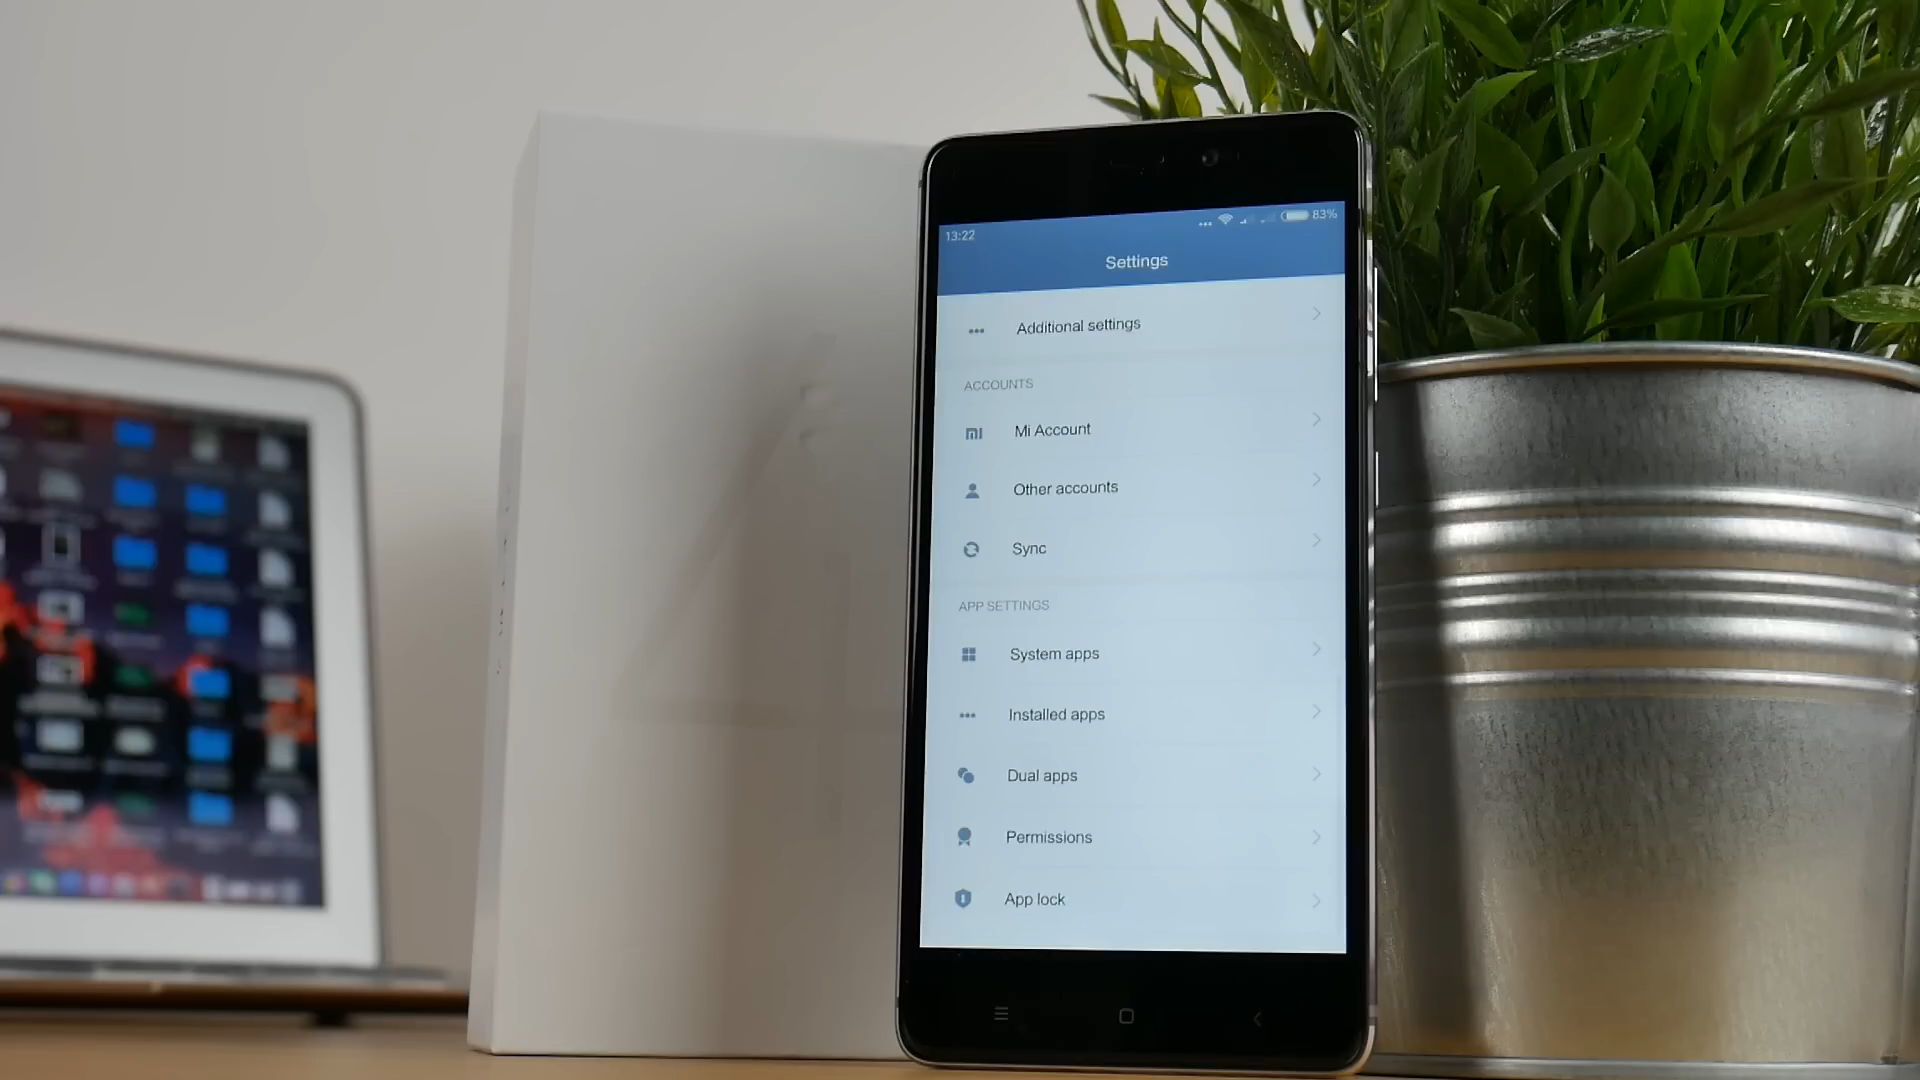 13:22
83%
Settings
Additional settings
ACCOUNTS
Mi Account
Other accounts
Sync
APP SETTINGS
System apps
Installed apps
Dual apps
Permissions
App lock